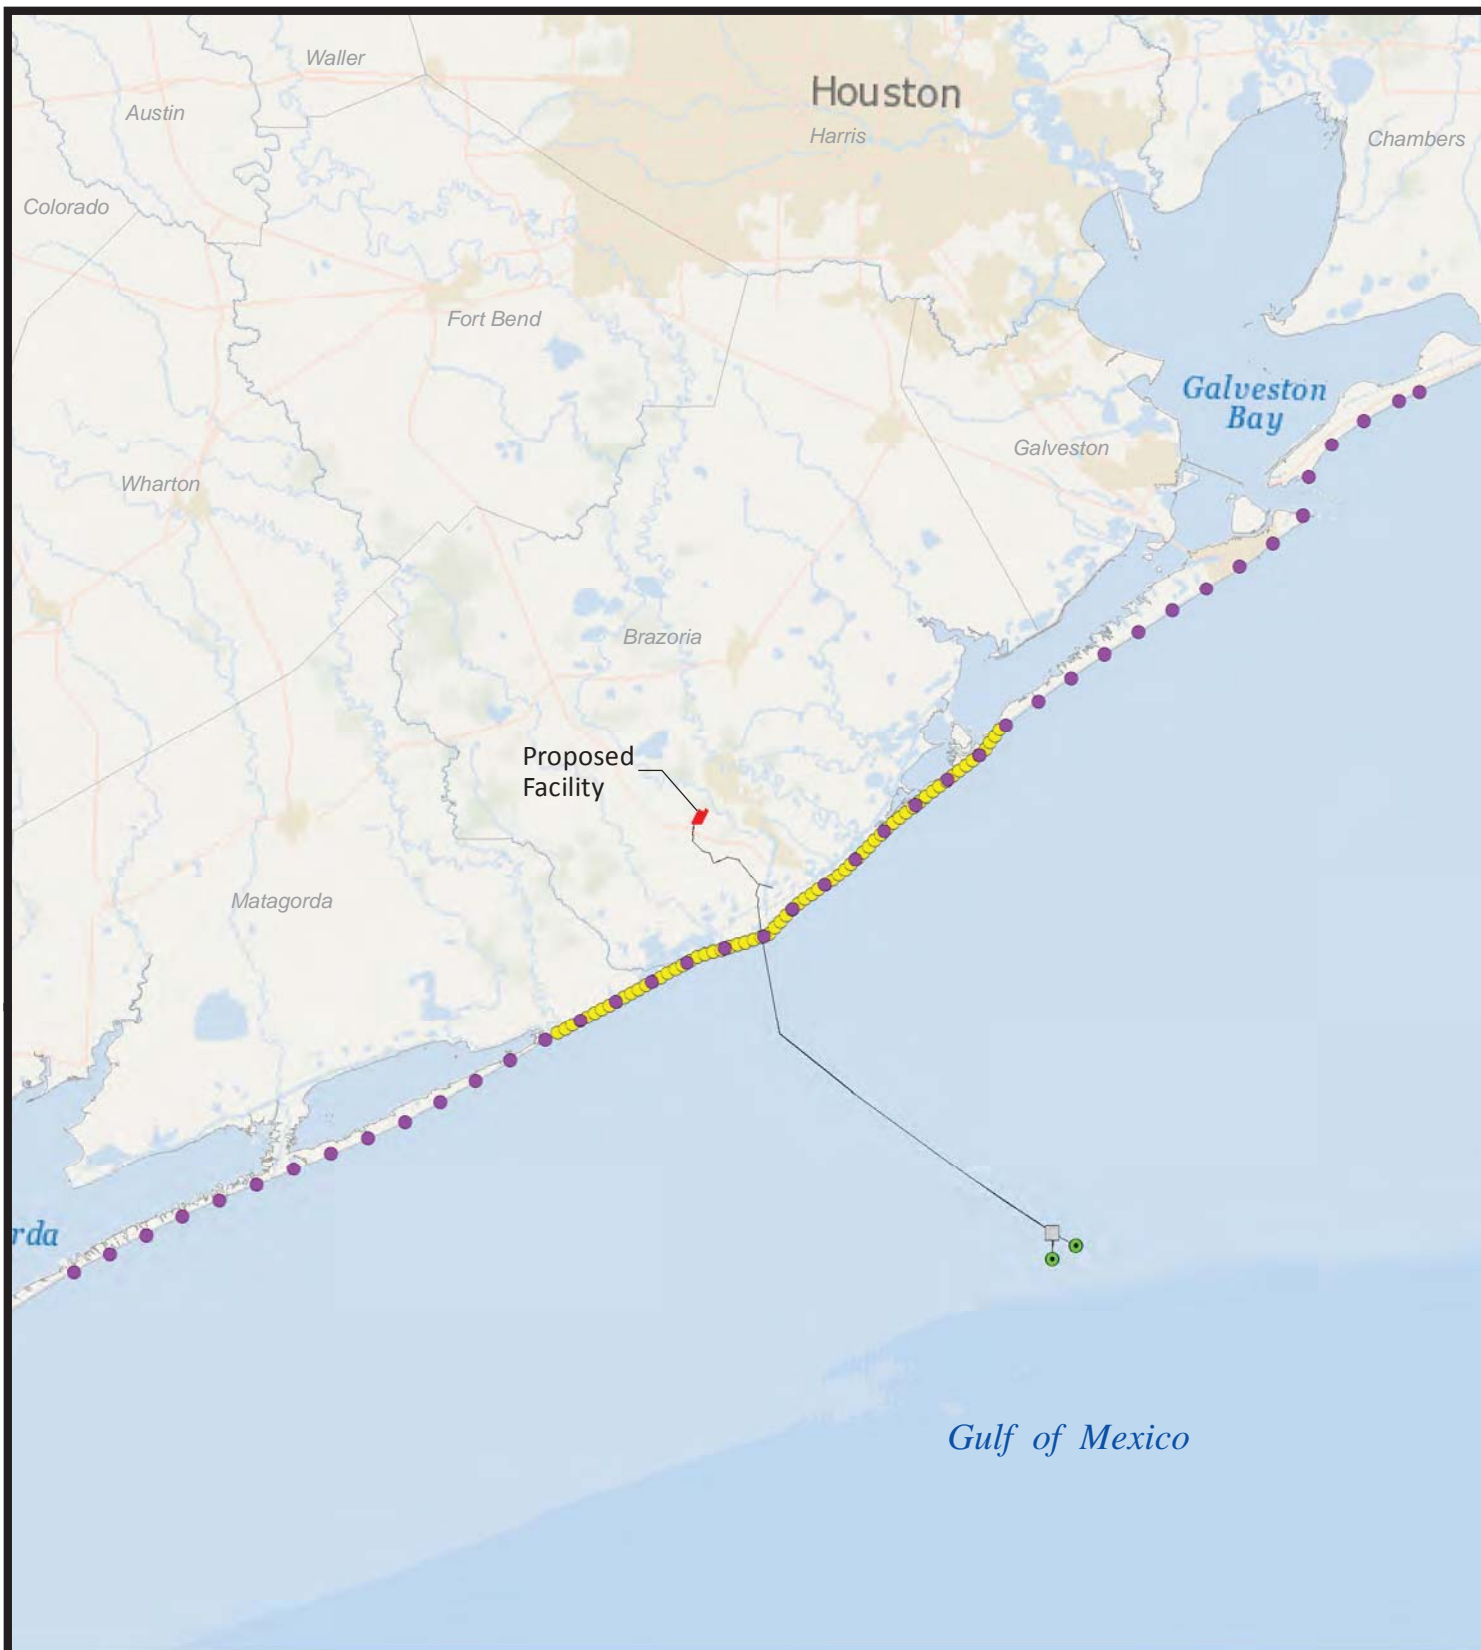 Waller
Houston
Austin
Harris
Chambers
Colorado
Fort Bend
Galveston
Bay
Galveston
Wharton
Brazoria
Proposed
Facility
Matagorda
rda
Gulf of Mexico